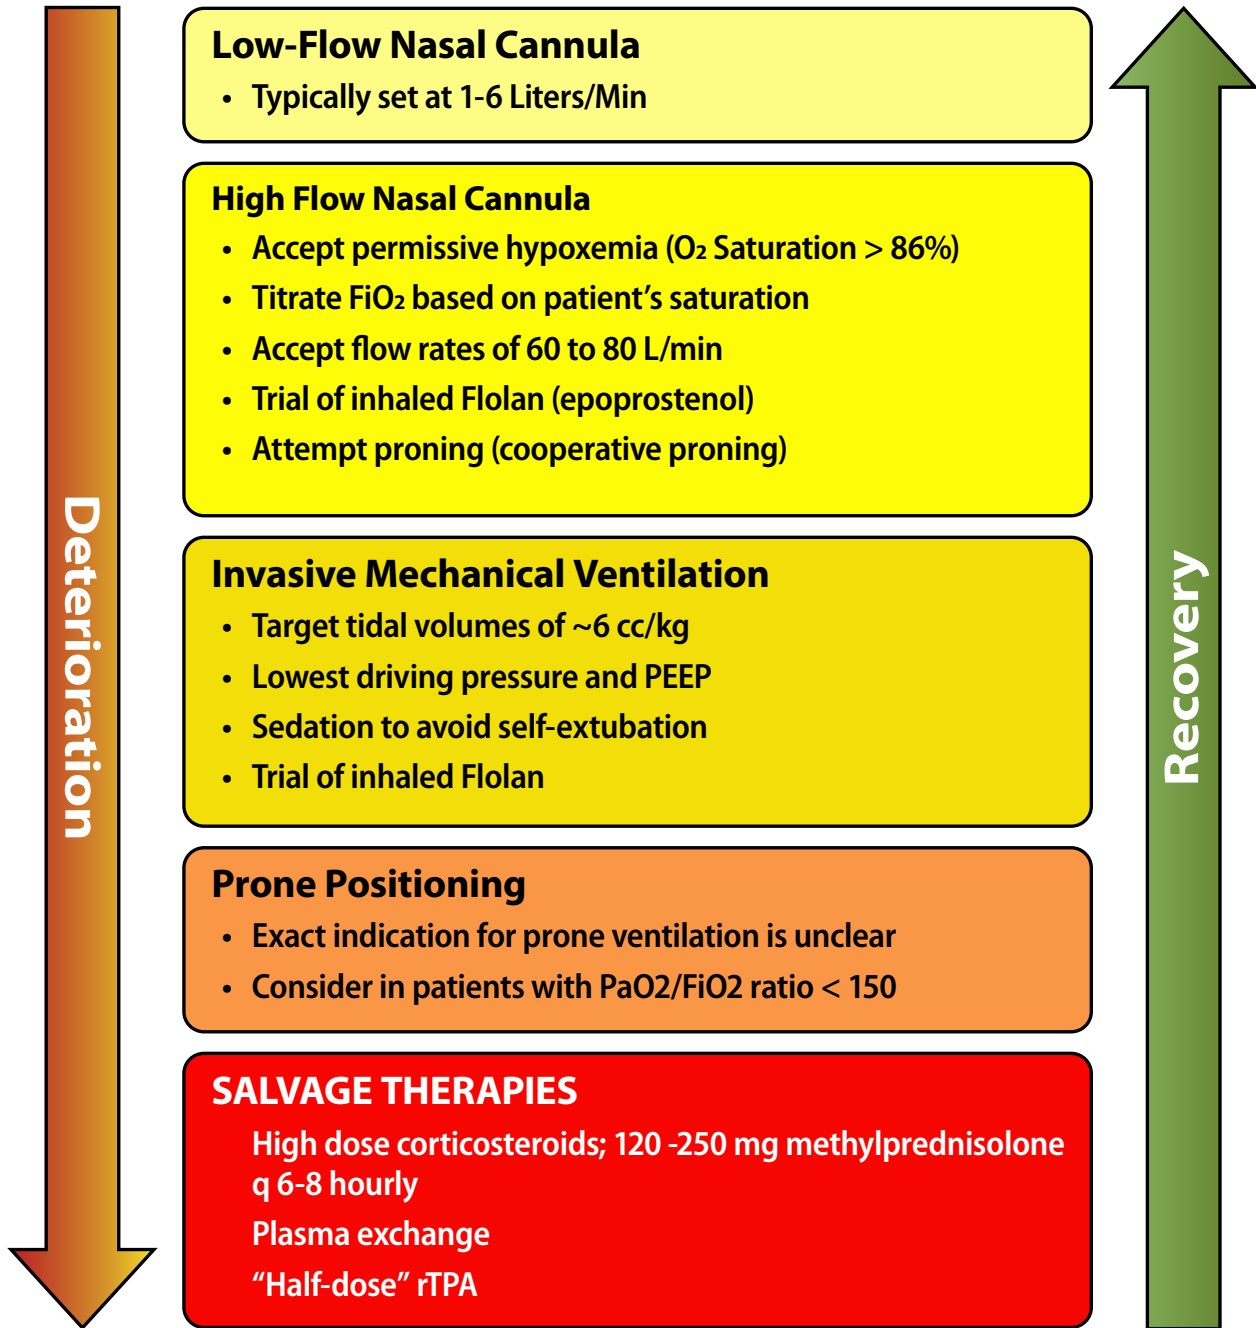 Low-Flow Nasal Cannula
• Typically set at 1-6 Liters/Min
High Flow Nasal Cannula
• Accept permissive hypoxemia (O₂ Saturation > 86%)
• Titrate FiO₂ based on patient’s saturation
• Accept flow rates of 60 to 80 L/min
• Trial of inhaled Flolan (epoprostenol)
• Attempt proning (cooperative proning)
Invasive Mechanical Ventilation
• Target tidal volumes of ~6 cc/kg
• Lowest driving pressure and PEEP
• Sedation to avoid self-extubation
• Trial of inhaled Flolan
Prone Positioning
• Exact indication for prone ventilation is unclear
• Consider in patients with PaO2/FiO2 ratio < 150
SALVAGE THERAPIES
High dose corticosteroids; 120 -250 mg methylprednisolone
q 6-8 hourly
Plasma exchange
“Half-dose” rTPA
Deterioration
Recovery